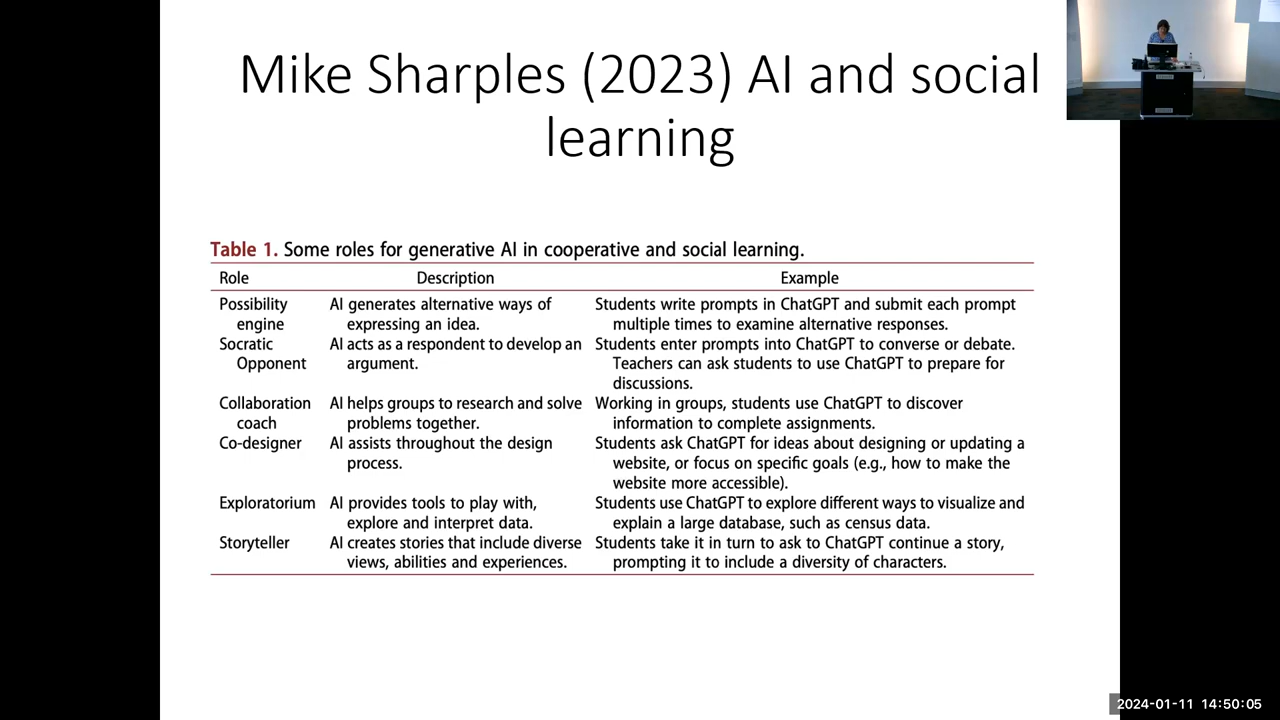 Mike Sharples (2023) AI and social
learning
Table 1. Some roles for generative AI in cooperative and social learning.
Role Description Example
Possibility AI generates alternative ways of Students write prompts in ChatGPT and submit each prompt
engine expressing an idea. multiple times to examine alternative responses.
Socratic AI acts as a respondent to develop an Students enter prompts into ChatGPT to converse or debate.
Opponent argument. Teachers can ask students to use ChatGPT to prepare for
discussions.
Collaboration AI helps groups to research and solve Working in groups, students use ChatGPT to discover
coach problems together. information to complete assignments.
Co-designer AI assists throughout the design Students ask ChatGPT for ideas about designing or updating a
process. website, or focus on specific goals (e.g., how to make the
website more accessible).
Exploratorium AI provides tools to play with, Students use ChatGPT to explore different ways to visualize and
explore and interpret data. explain a large database, such as census data.
Storyteller AI creates stories that include diverse Students take it in turn to ask to ChatGPT continue a story,
views, abilities and experiences. prompting it to include a diversity of characters.
2024-01-11 14:50:05